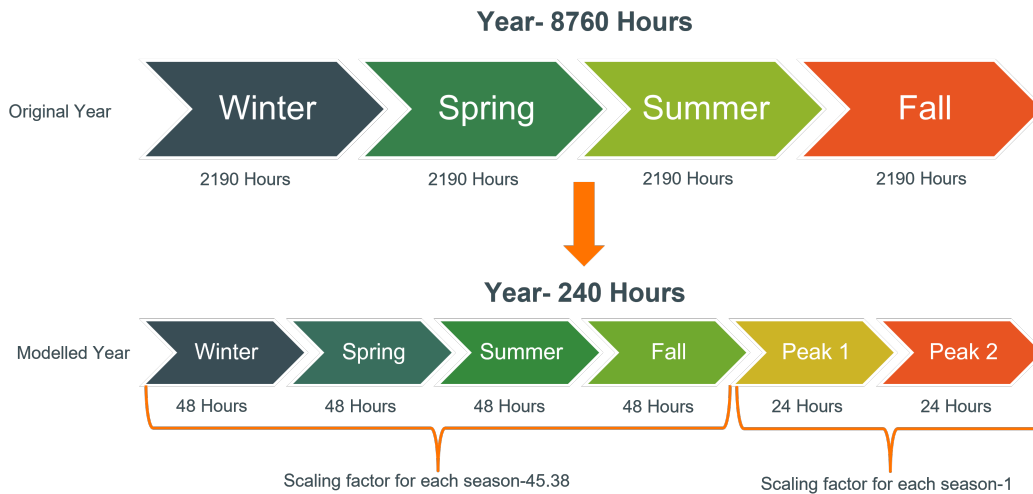 Year- 8760 Hours
Original Year
Winter
Spring
Summer
Fall
2190 Hours
2190 Hours
2190 Hours
2190 Hours
Year- 240 Hours
Modelled Year
Winter
Spring
Summer
Fall
Peak 1
Peak 2
48 Hours
48 Hours
48 Hours
48 Hours
24 Hours
24 Hours
Scaling factor for each season-45.38
Scaling factor for each season-1